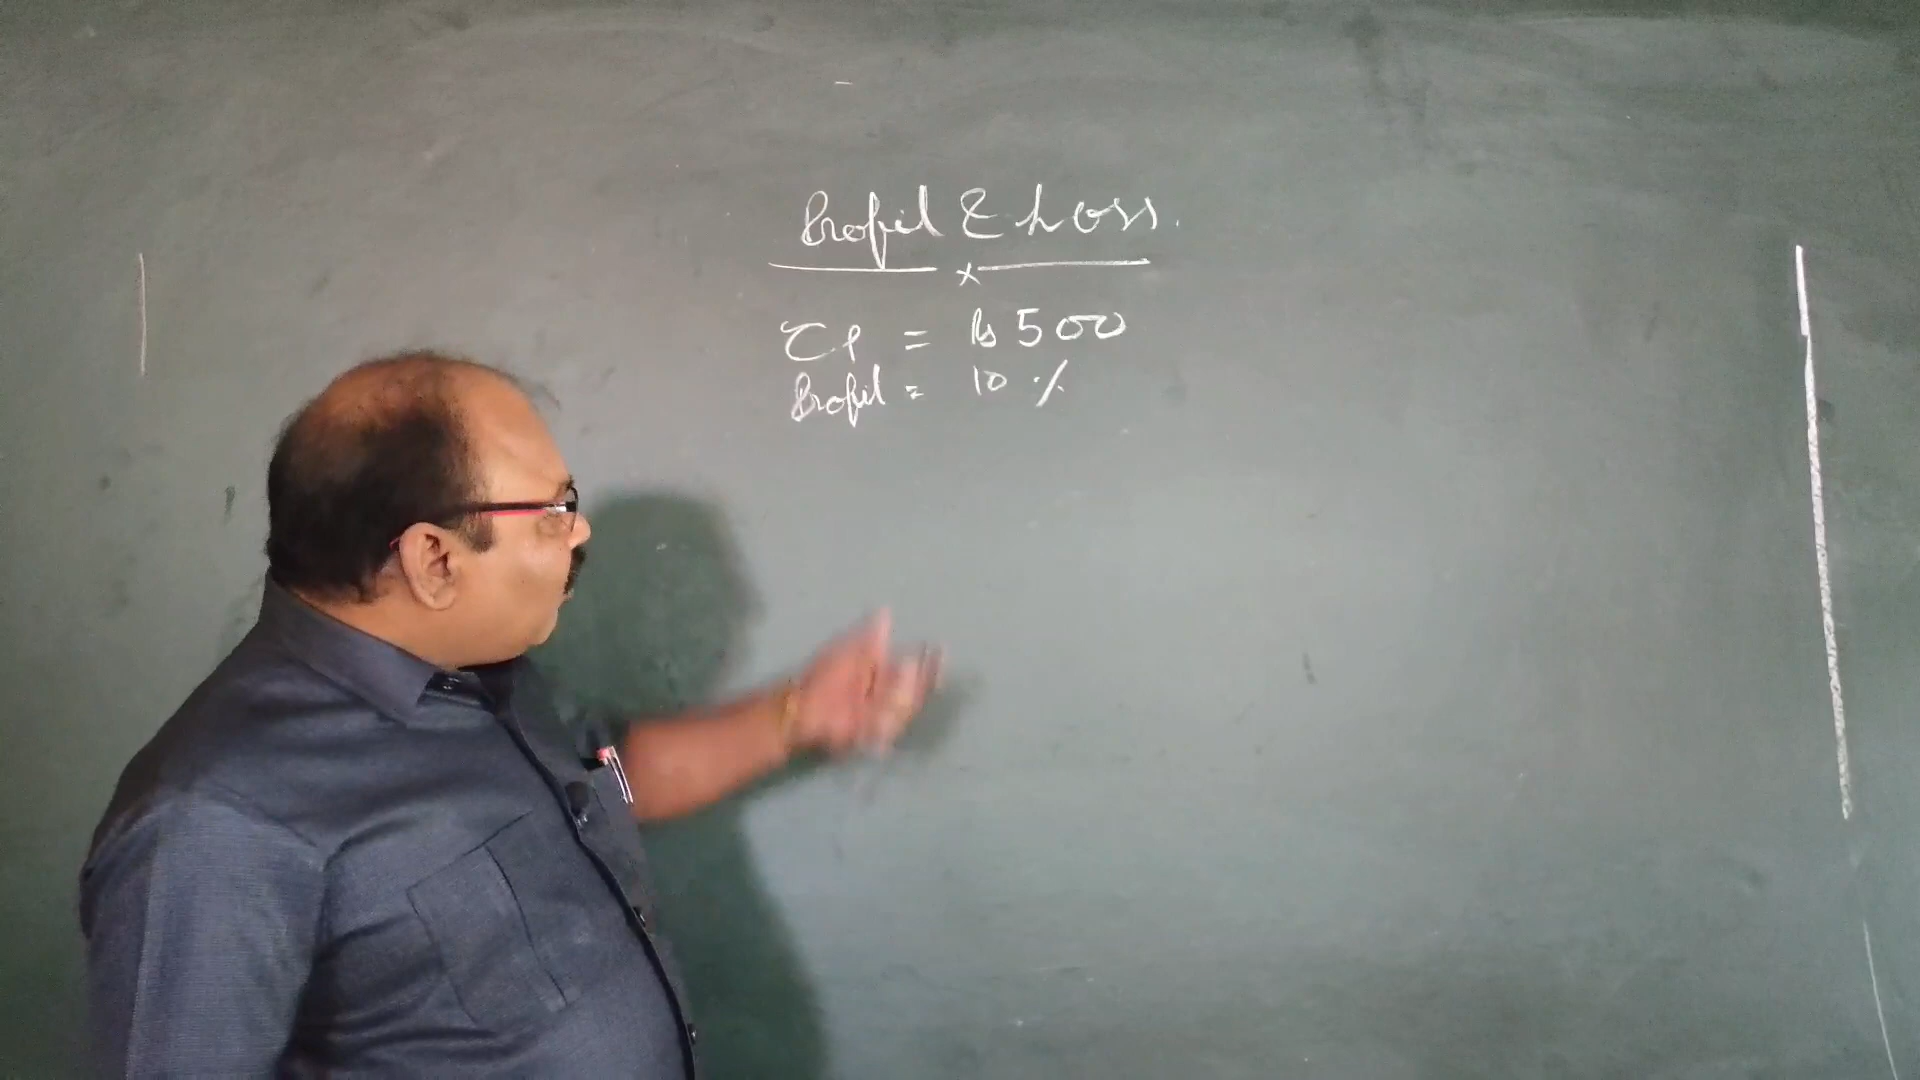 Profit & Loss.
CP = Rs 500
Profit = 10 %